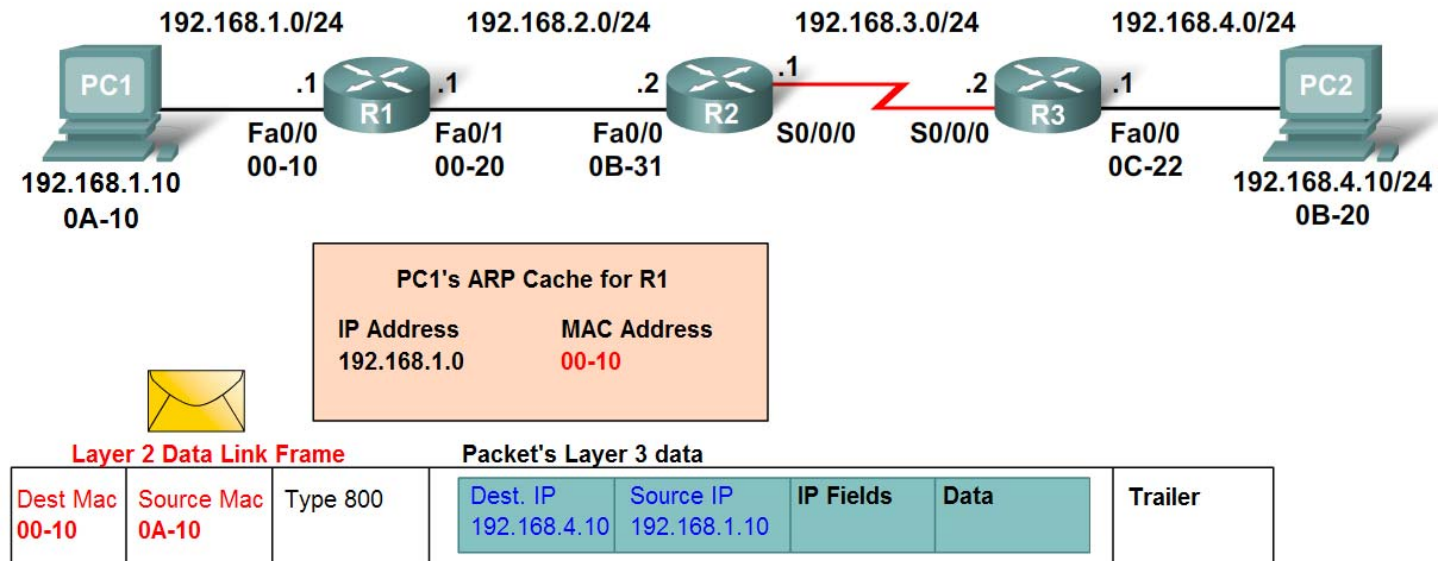 192.168.1.0/24 192.168.2.0/24 192.168.3.0/24 192.168.4.0/24
PC1 .1 R1 .1 .2 R2 .1 .2 R3 .1 PC2
Fa0/0 Fa0/1 Fa0/0 S0/0/0 S0/0/0 Fa0/0
00-10 00-20 0B-31 0C-22
192.168.1.10 192.168.4.10/24
0A-10 0B-20
PC1's ARP Cache for R1
IP Address MAC Address
192.168.1.0 00-10
Layer 2 Data Link Frame Packet's Layer 3 data
Dest Mac Source Mac Type 800 Dest. IP Source IP IP Fields Data Trailer
00-10 0A-10 192.168.4.10 192.168.1.10